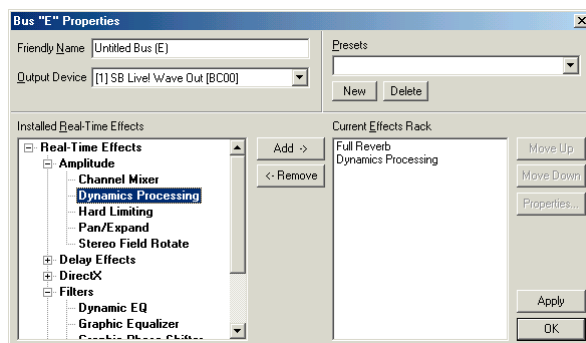 Bus "E" Properties
Friendly Name Untitled Bus (E)
Output Device [1] SB Live! Wave Out [BC00]
Presets
New Delete
Installed Real-Time Effects
Real-Time Effects
Amplitude
Channel Mixer
Dynamics Processing
Hard Limiting
Pan/Expand
Stereo Field Rotate
Delay Effects
DirectX
Filters
Dynamic EQ
Graphic Equalizer
Graphic Phase Shifter
Add ->
<- Remove
Current Effects Rack
Full Reverb
Dynamics Processing
Move Up
Move Down
Properties...
Apply
OK